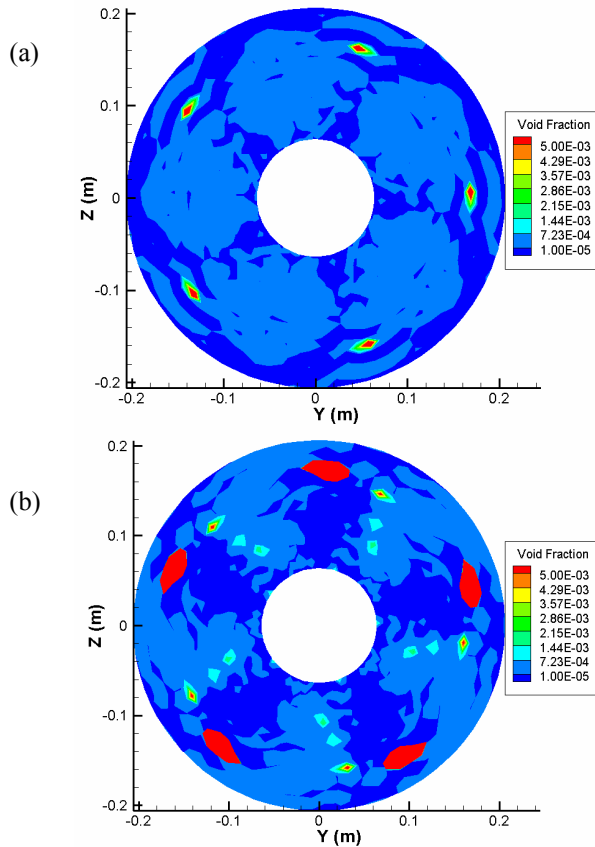 (a)
0.2
0.1
0
-0.1
-0.2
Z (m)
-0.2 -0.1 0 0.1 0.2
Y (m)
Void Fraction
5.00E-03
4.29E-03
3.57E-03
2.86E-03
2.15E-03
1.44E-03
7.23E-04
1.00E-05
(b)
0.2
0.1
0
-0.1
-0.2
Z (m)
-0.2 -0.1 0 0.1 0.2
Y (m)
Void Fraction
5.00E-03
4.29E-03
3.57E-03
2.86E-03
2.15E-03
1.44E-03
7.23E-04
1.00E-05